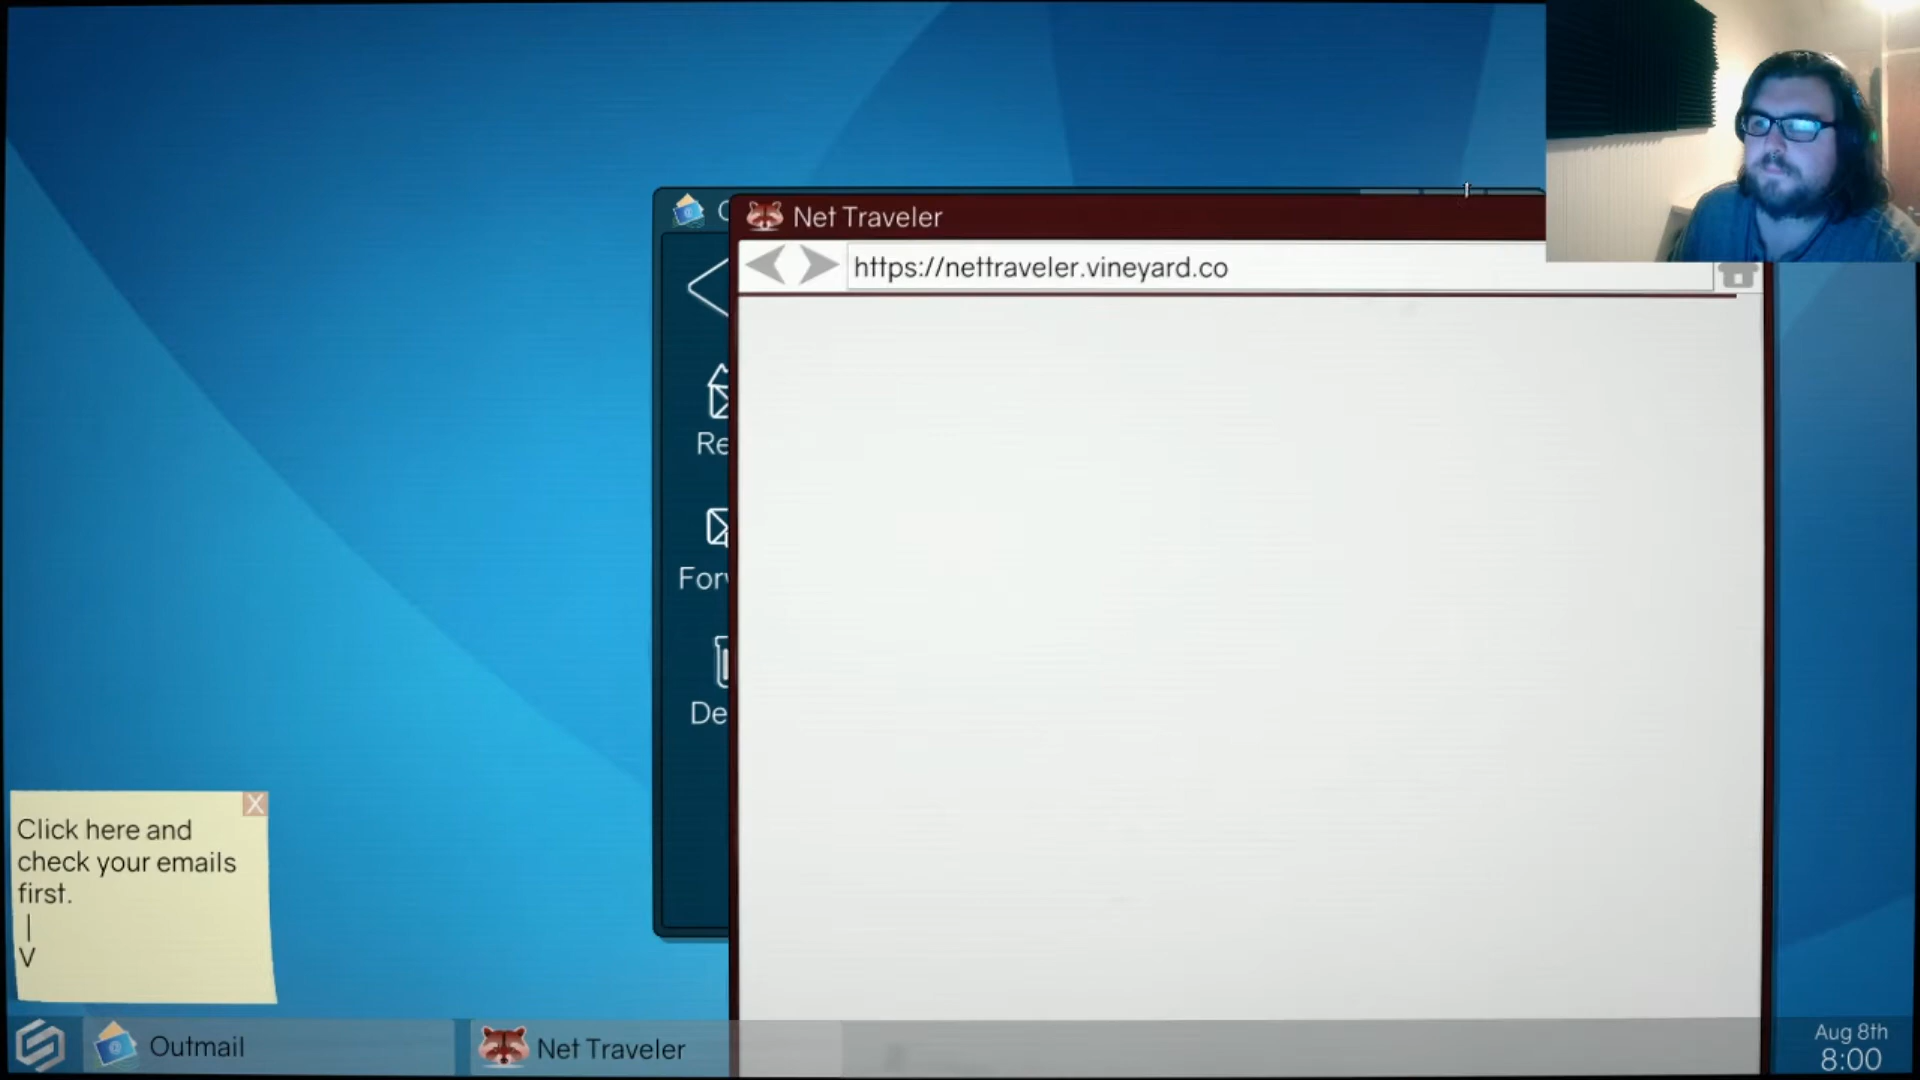 Net Traveler
https://nettraveler.vineyard.co
Re
For
De
X
Click here and
check your emails
first.
|
V
Outmail
Net Traveler
Aug 8th
8:00